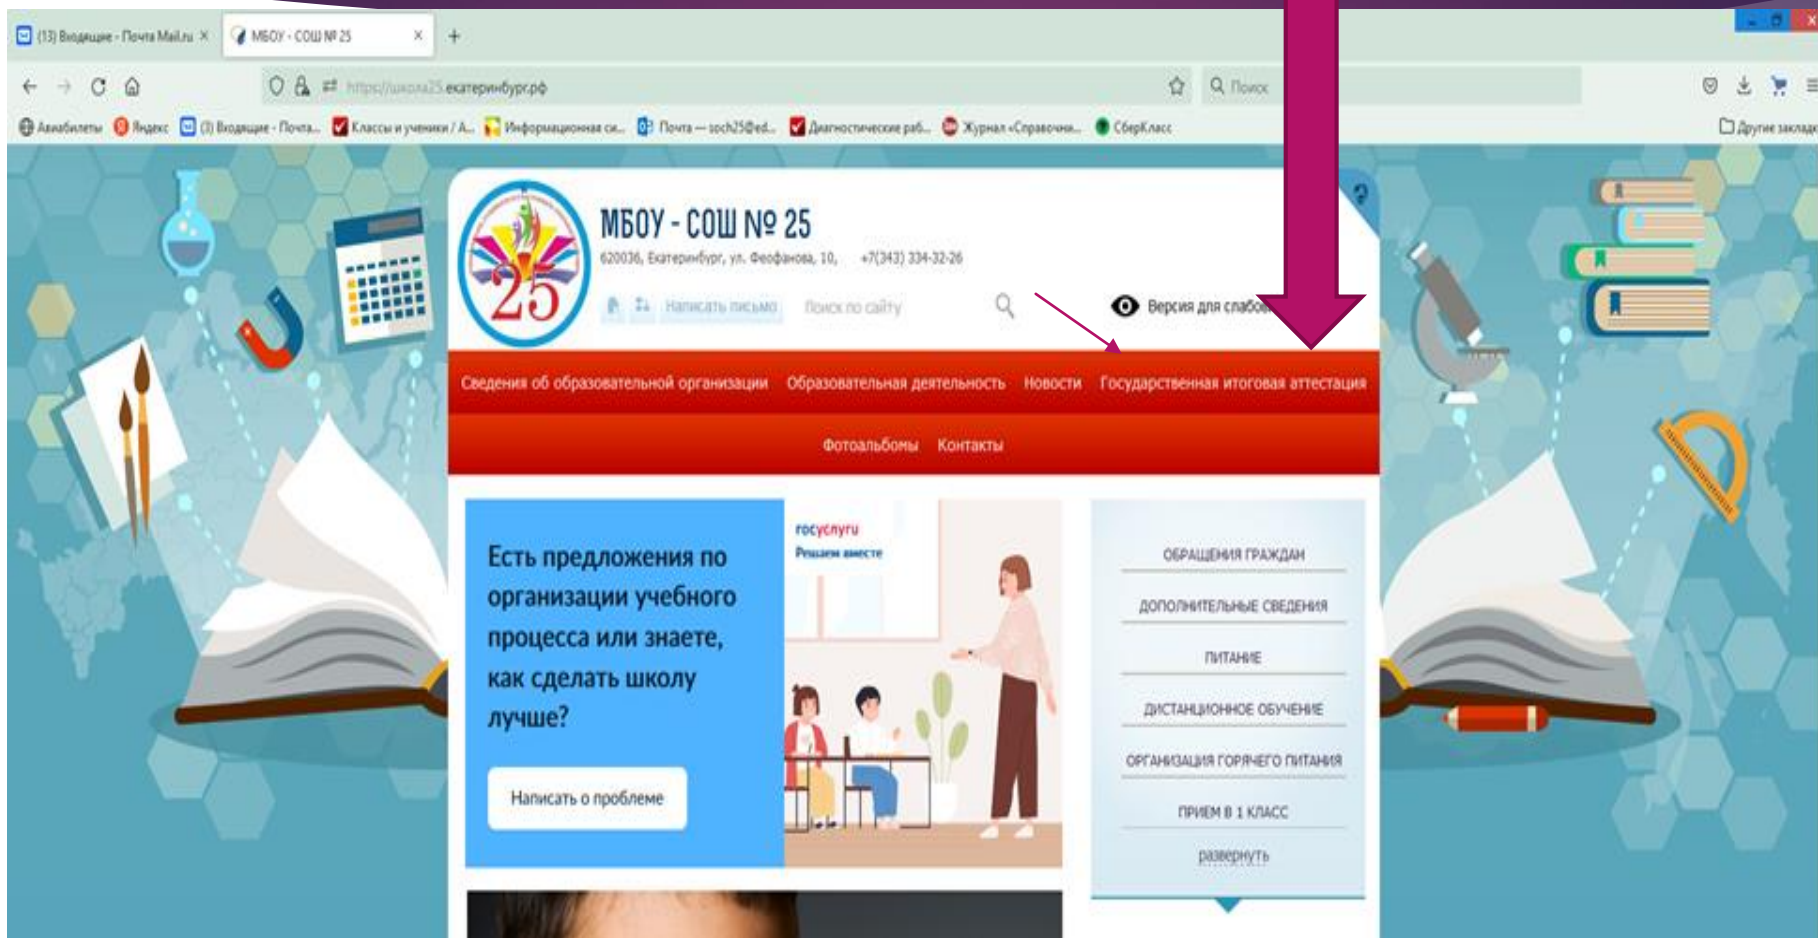 (13) Входящие - Почта Mail.ru
МБОУ - СОШ № 25
https://школа25.екатеринбург.рф
Поиск
Авиабилеты Яндекс (3) Входящие - Почта... Классы и ученики / А... Информационная си... Почта — soch25@ed... Диагностические раб... Журнал «Справочни... СберКласс Другие закладк
МБОУ - СОШ № 25
620036, Екатеринбург, ул. Феофанова, 10, +7(343) 334-32-26
Написать письмо Поиск по сайту Версия для слабов
25
Сведения об образовательной организации Образовательная деятельность Новости Государственная итоговая аттестация
Фотоальбомы Контакты
Есть предложения по
организации учебного
процесса или знаете,
как сделать школу
лучше?
Написать о проблеме
госуслуги
Решаем вместе
ОБРАЩЕНИЯ ГРАЖДАН
ДОПОЛНИТЕЛЬНЫЕ СВЕДЕНИЯ
ПИТАНИЕ
ДИСТАНЦИОННОЕ ОБУЧЕНИЕ
ОРГАНИЗАЦИЯ ГОРЯЧЕГО ПИТАНИЯ
ПРИЕМ В 1 КЛАСС
развернуть